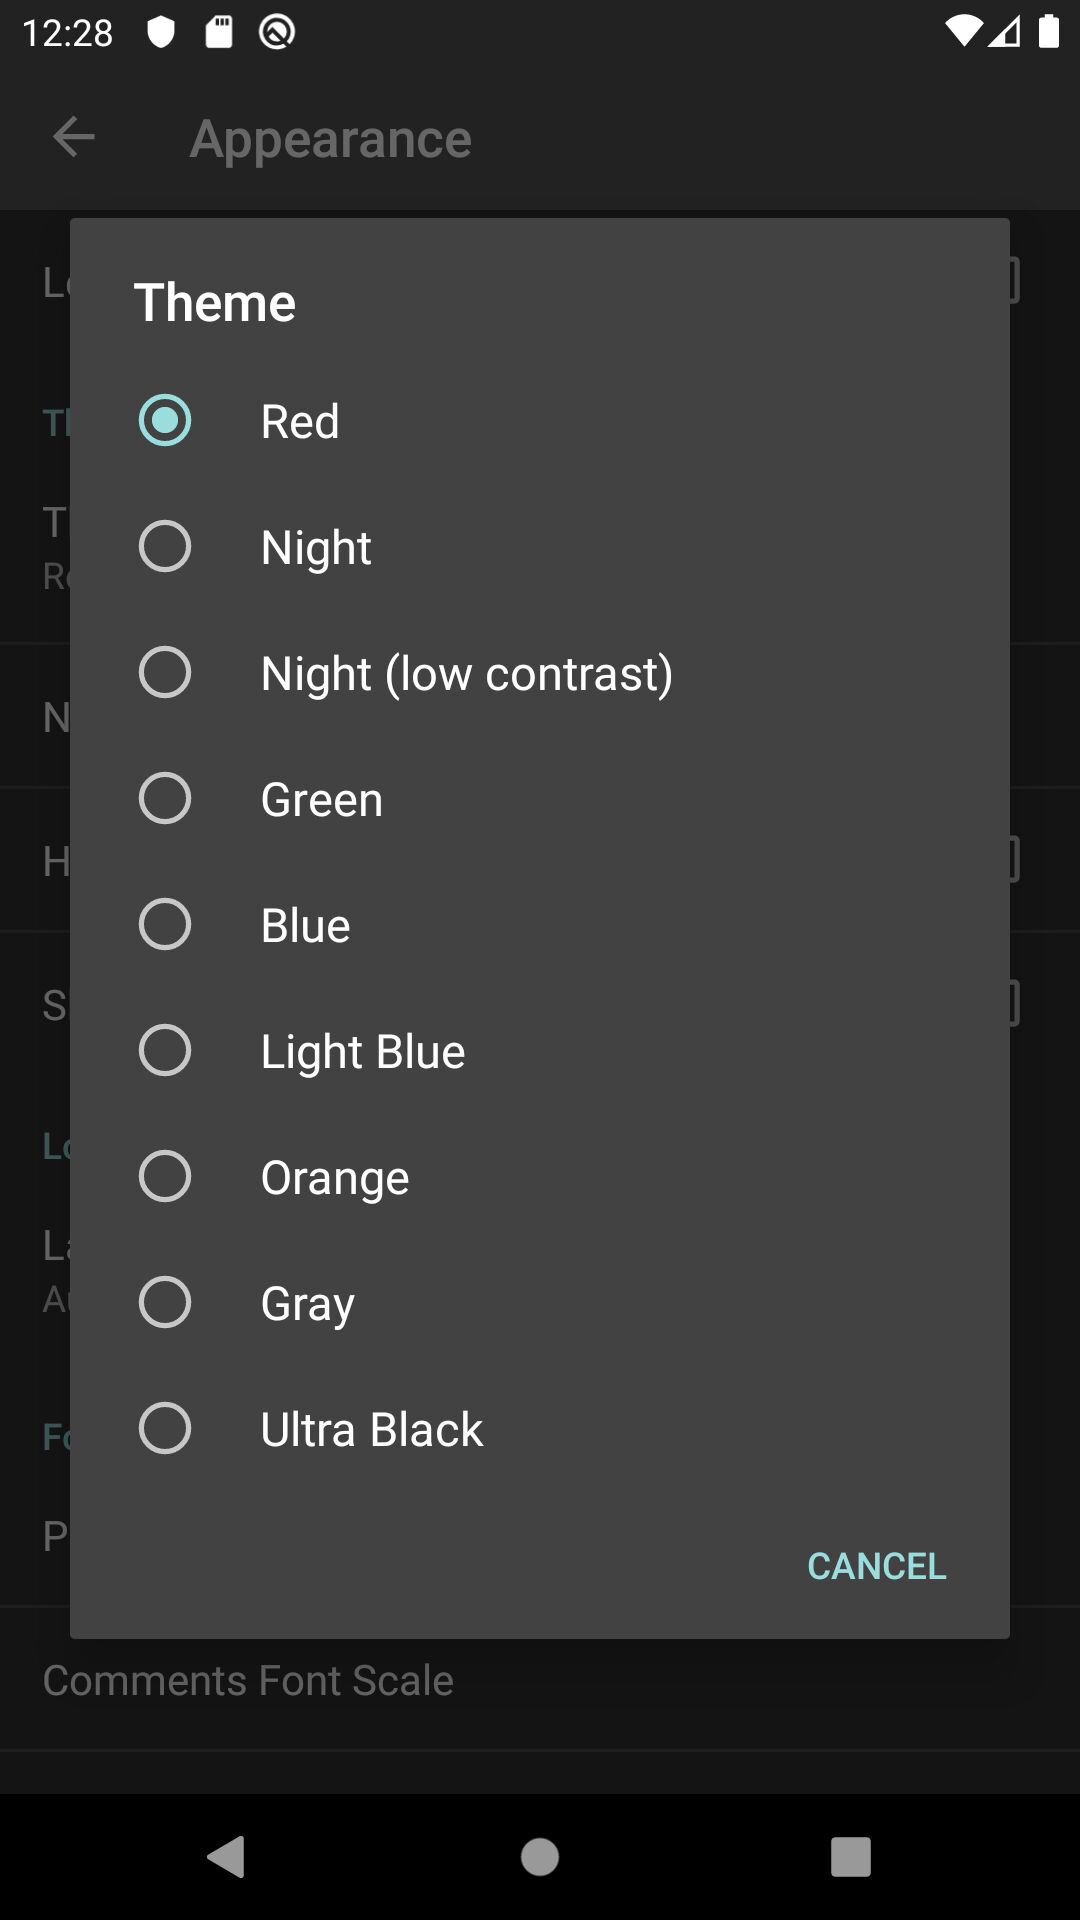 12:28
Appearance
Theme
Red
Night
Night (low contrast)
Green
Blue
Light Blue
Orange
Gray
Ultra Black
CANCEL
Comments Font Scale